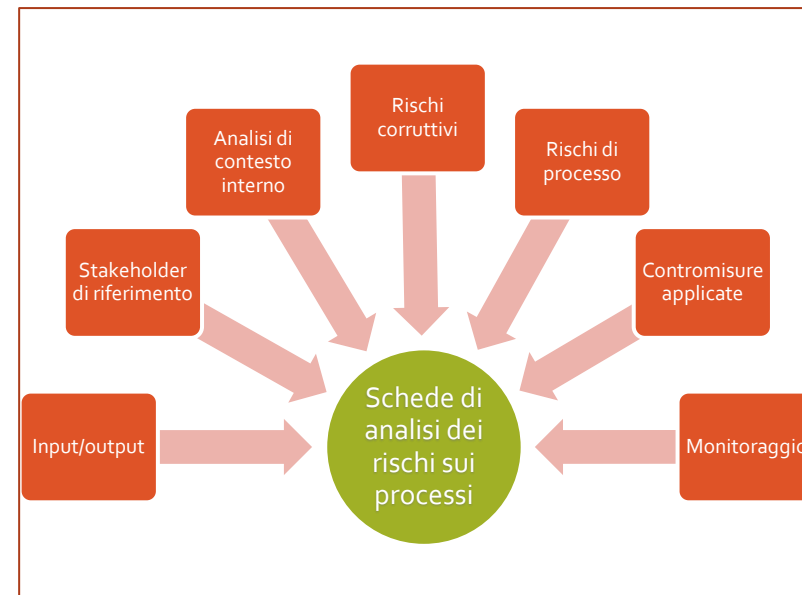 Rischi
corruttivi
Analisi di
contesto
interno
Rischi di
processo
Stakeholder
di riferimento
Contromisure
applicate
Input/output
Schede di
analisi dei
rischi sui
processi
Monitoraggio